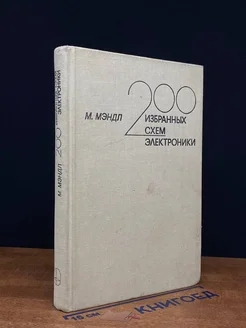 М. МЭНДЛ
200
ИЗБРАННЫХ
СХЕМ
ЭЛЕКТРОНИКИ
М. МЭНДЛ 200 ИЗБРАННЫХ СХЕМ ЭЛЕКТРОНИКИ
КНИГОЕД